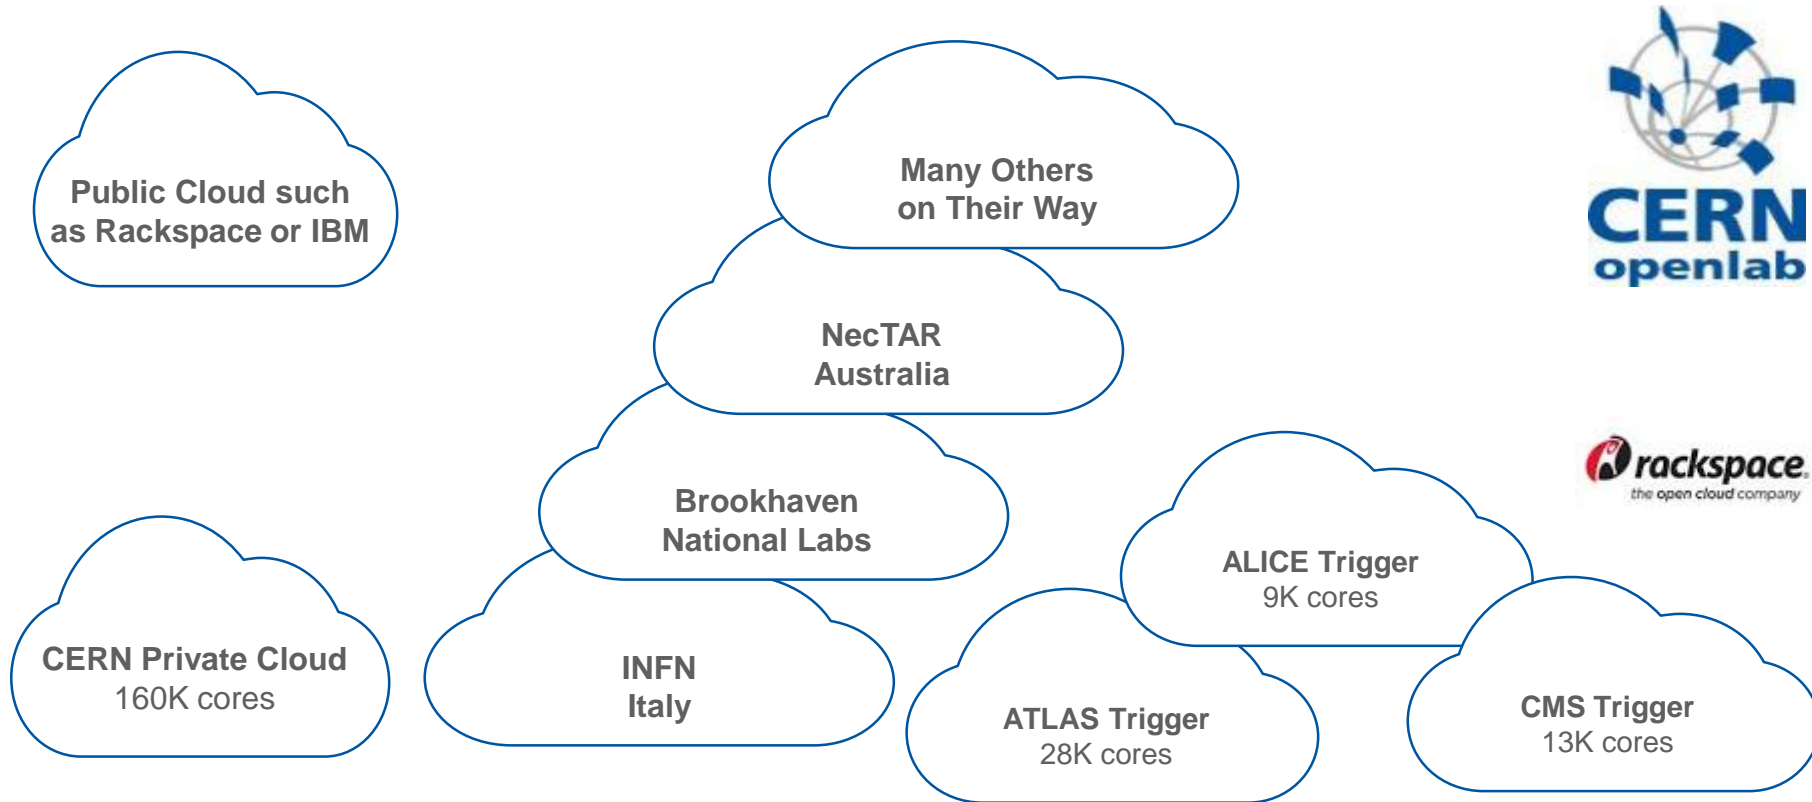 Public Cloud such
as Rackspace or IBM
Many Others
on Their Way
CERN
openlab
NecTAR
Australia
rackspace®
the open cloud company
Brookhaven
National Labs
ALICE Trigger
9K cores
CERN Private Cloud
160K cores
INFN
Italy
ATLAS Trigger
28K cores
CMS Trigger
13K cores